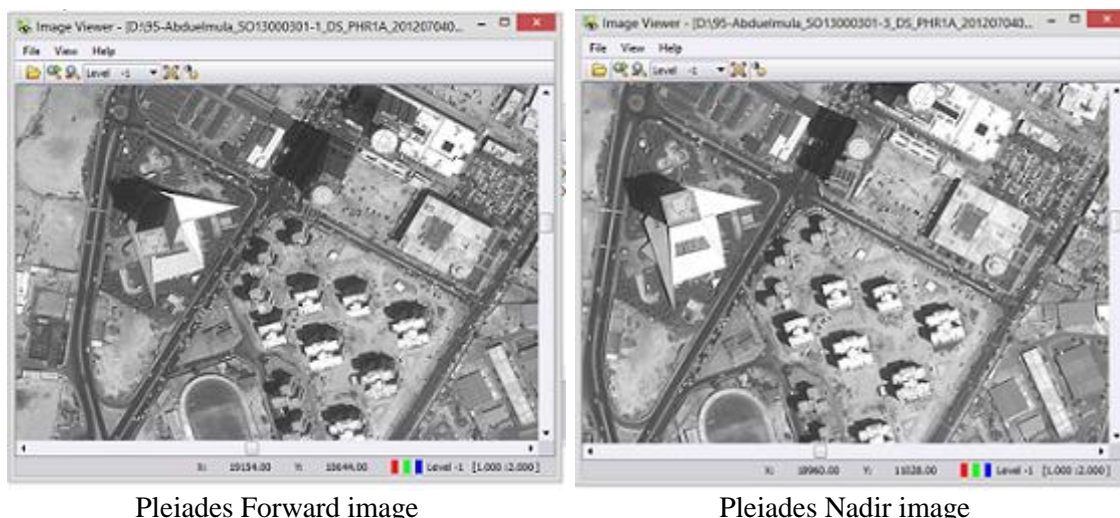 Image Viewer - [D:\95-Abduelmula_SO13000301-1_DS_PHR1A_201207040...
File View Help
Level -1
X: 19154.00 Y: 10644.00 Level -1 [1.000 :2.000 ]
Pleiades Forward image
Image Viewer - [D:\95-Abduelmula_SO13000301-3_DS_PHR1A_201207040...
File View Help
Level -1
X: 18960.00 Y: 11028.00 Level -1 [1.000 :2.000 ]
Pleiades Nadir image